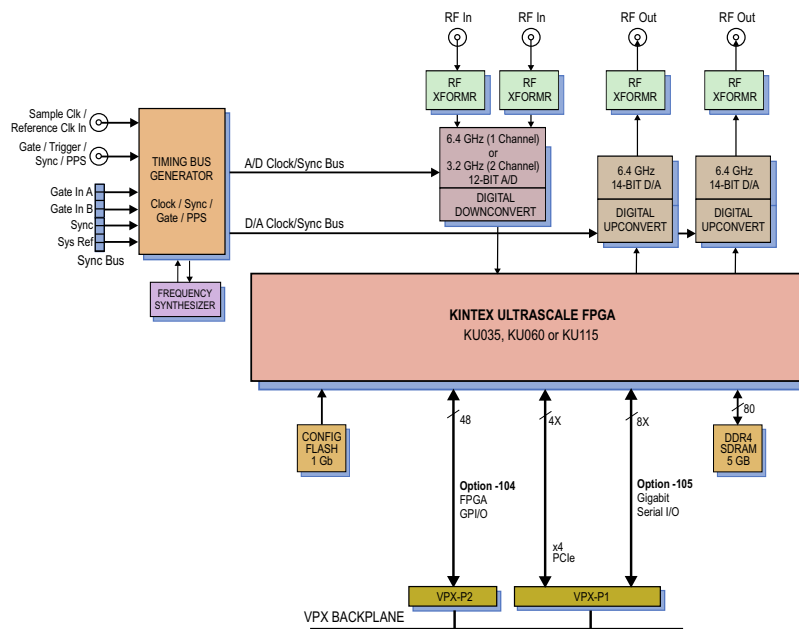 RF In
RF In
RF Out
RF Out
RF
XFORMR
RF
XFORMR
RF
XFORMR
RF
XFORMR
Sample Clk /
Reference Clk In
Gate / Trigger /
Sync / PPS
Gate In A
Gate In B
Sync
Sys Ref
Sync Bus
TIMING BUS
GENERATOR
Clock / Sync /
Gate / PPS
FREQUENCY
SYNTHESIZER
A/D Clock/Sync Bus
D/A Clock/Sync Bus
6.4 GHz (1 Channel)
or
3.2 GHz (2 Channel)
12-BIT A/D
DIGITAL
DOWNCONVERT
6.4 GHz
14-BIT D/A
DIGITAL
UPCONVERT
6.4 GHz
14-BIT D/A
DIGITAL
UPCONVERT
KINTEX ULTRASCALE FPGA
KU035, KU060 or KU115
48
4X
8X
80
CONFIG
FLASH
1 Gb
DDR4
SDRAM
5 GB
Option -104
FPGA
GPI/O
x4
PCIe
Option -105
Gigabit
Serial I/O
VPX-P2
VPX-P1
VPX BACKPLANE